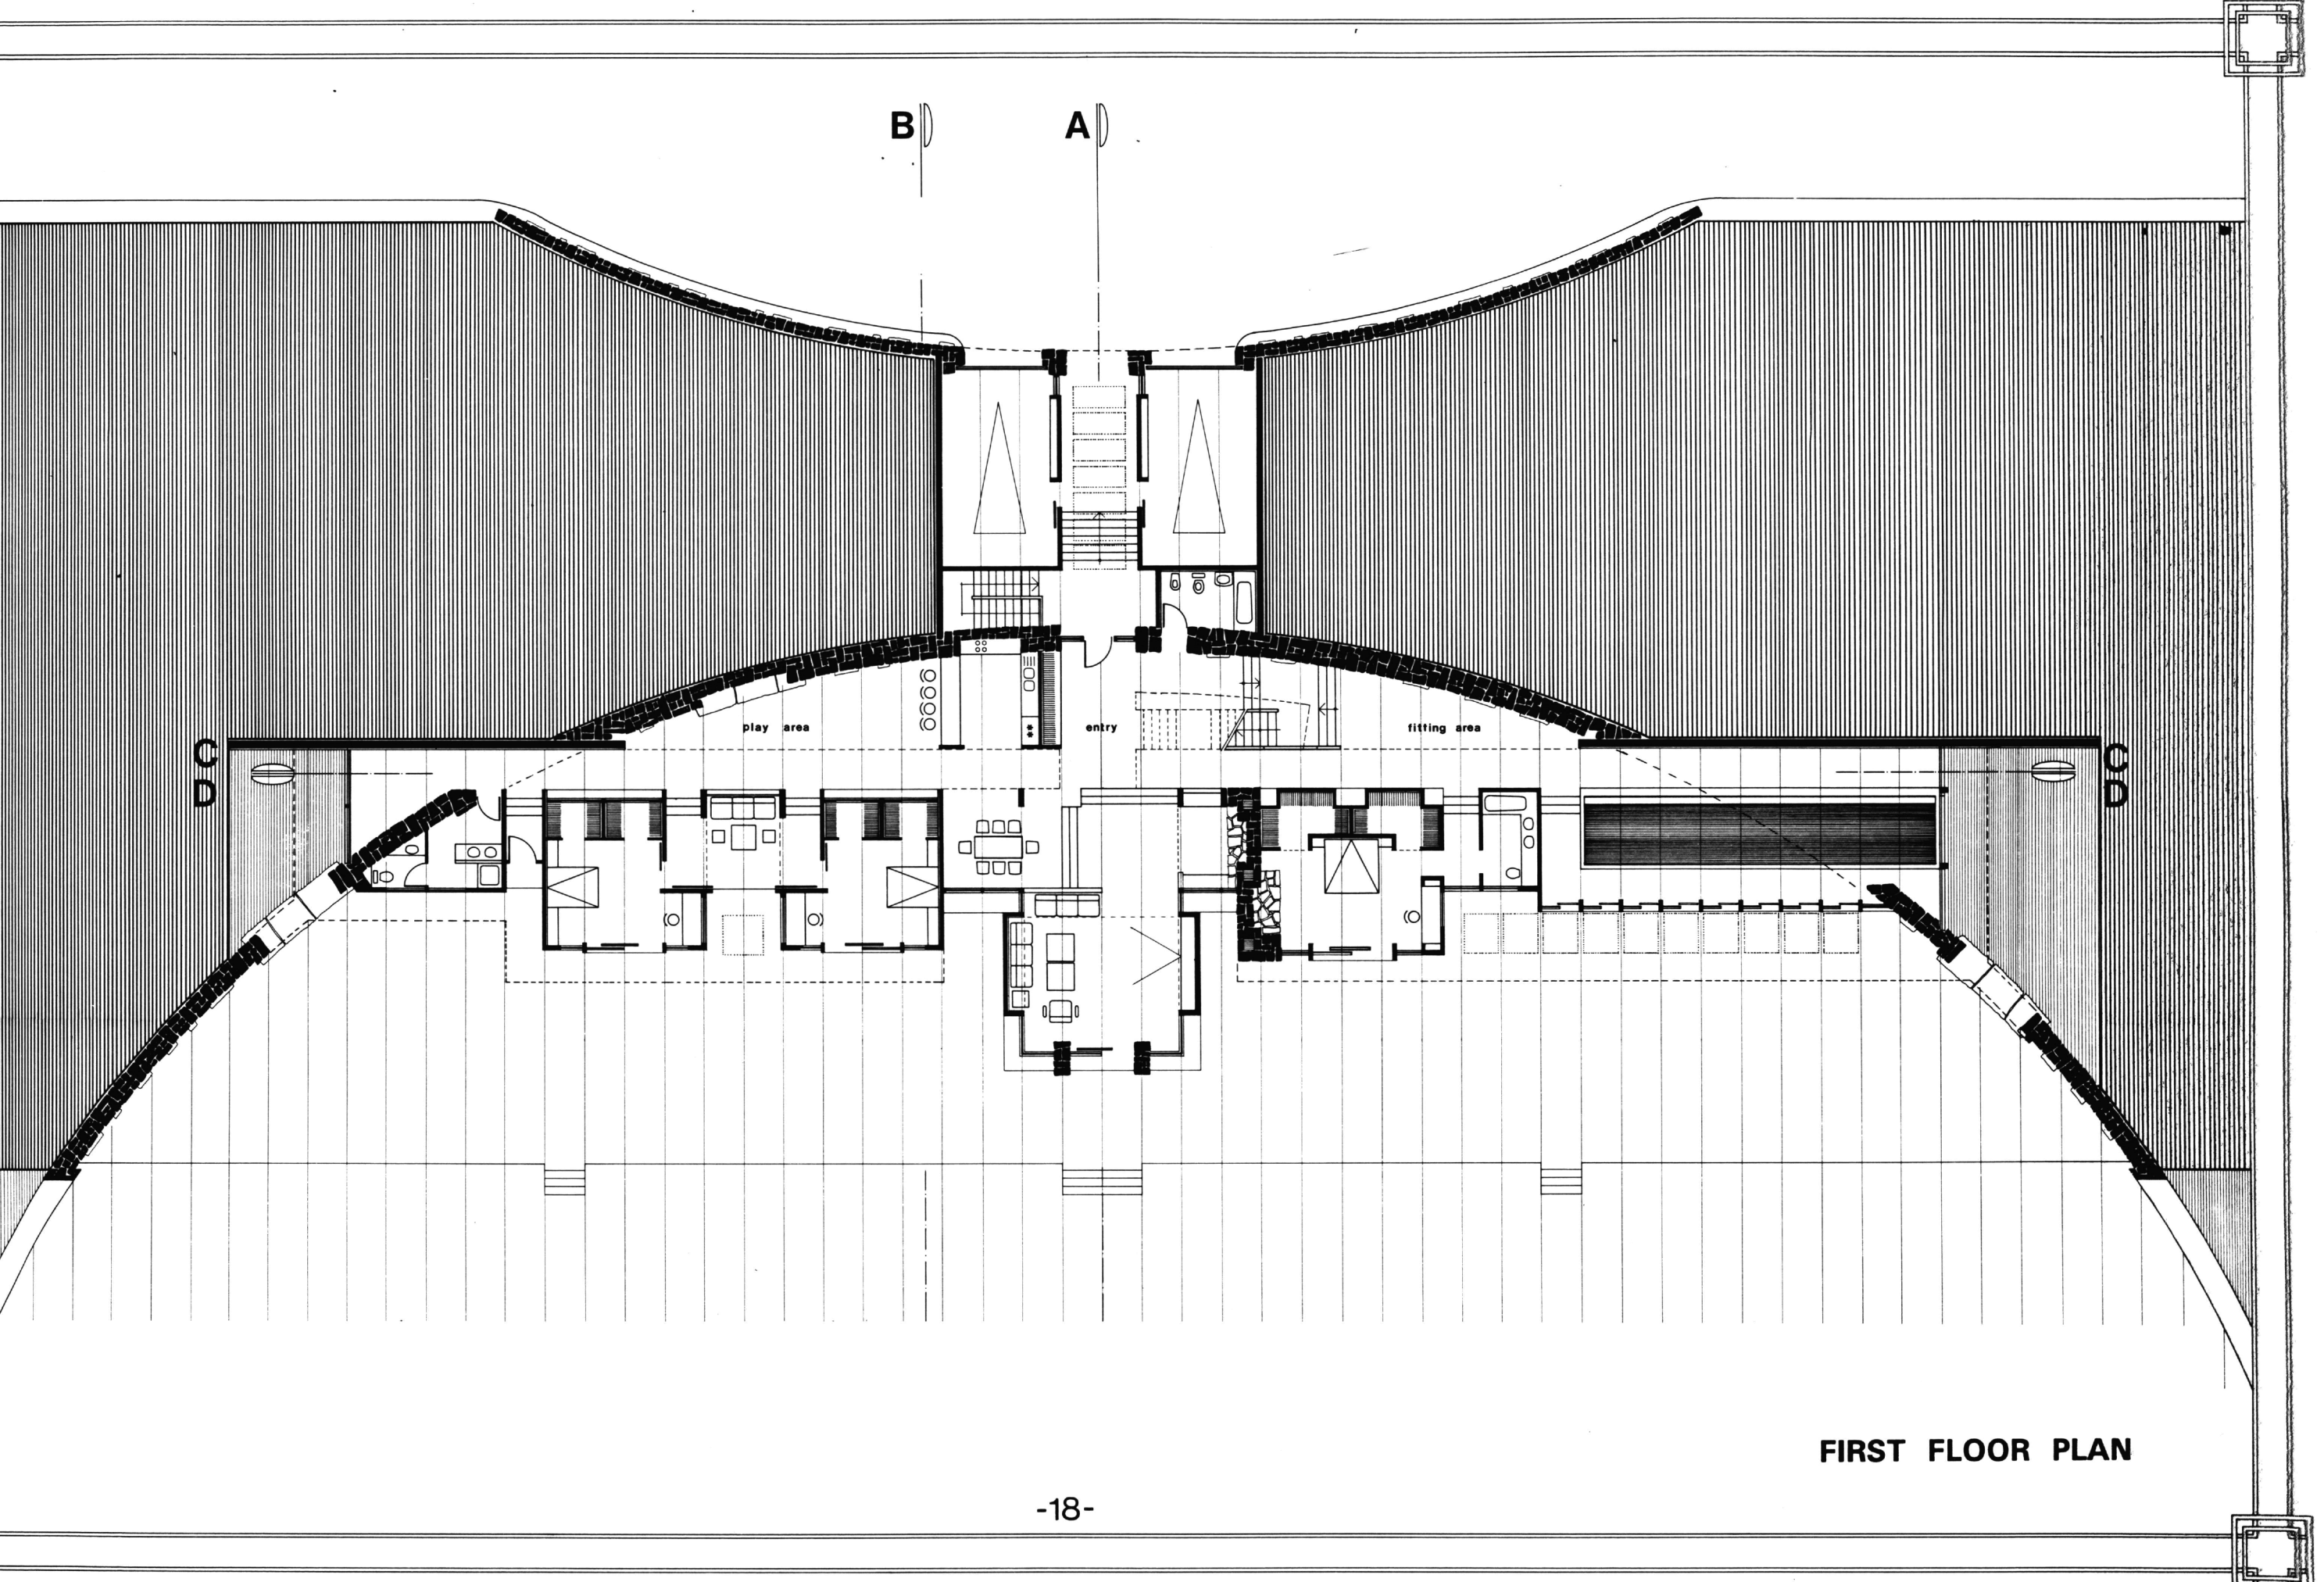 B A
play area entry fitting area
C C
D D
FIRST FLOOR PLAN
-18-